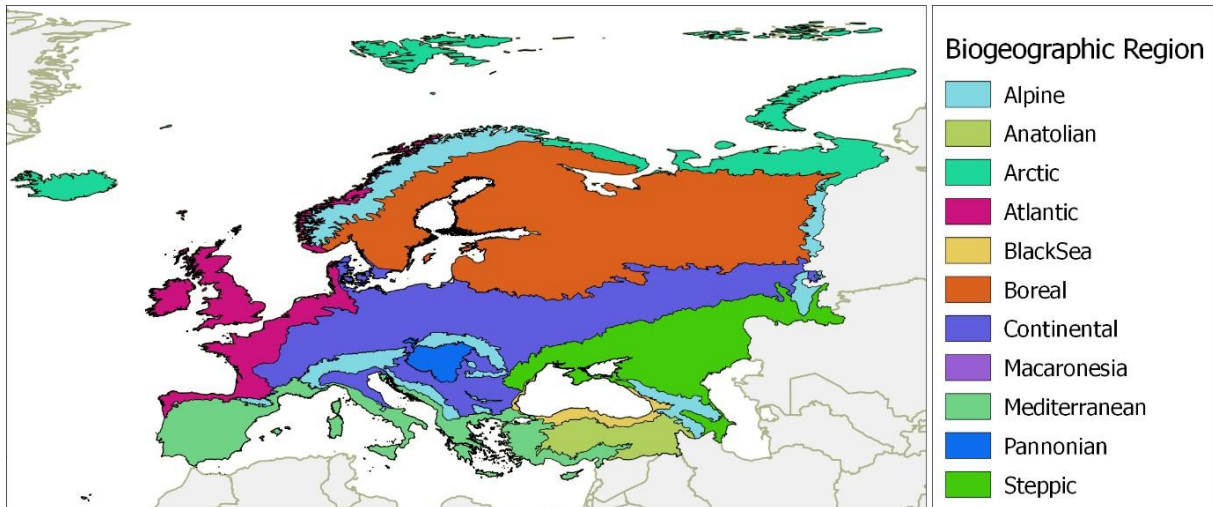 Biogeographic Region
Alpine
Anatolian
Arctic
Atlantic
BlackSea
Boreal
Continental
Macaronesia
Mediterranean
Pannonian
Steppic